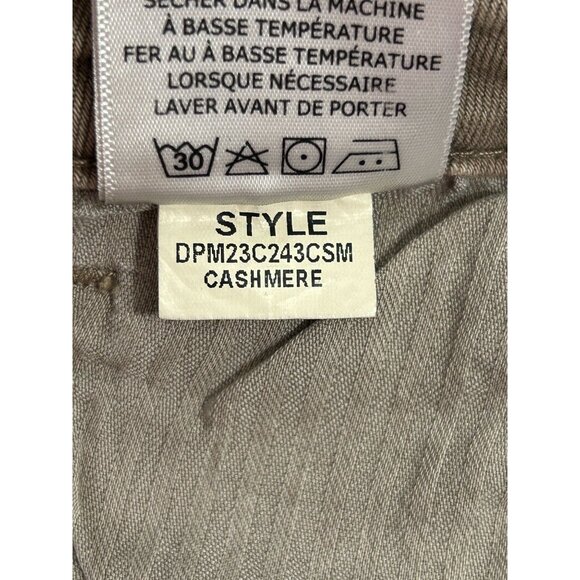 SÉCHER DANS LA MACHINE
À BASSE TEMPÉRATURE
FER AU À BASSE TEMPÉRATURE
LORSQUE NÉCESSAIRE
LAVER AVANT DE PORTER
30
STYLE
DPM23C243CSM
CASHMERE